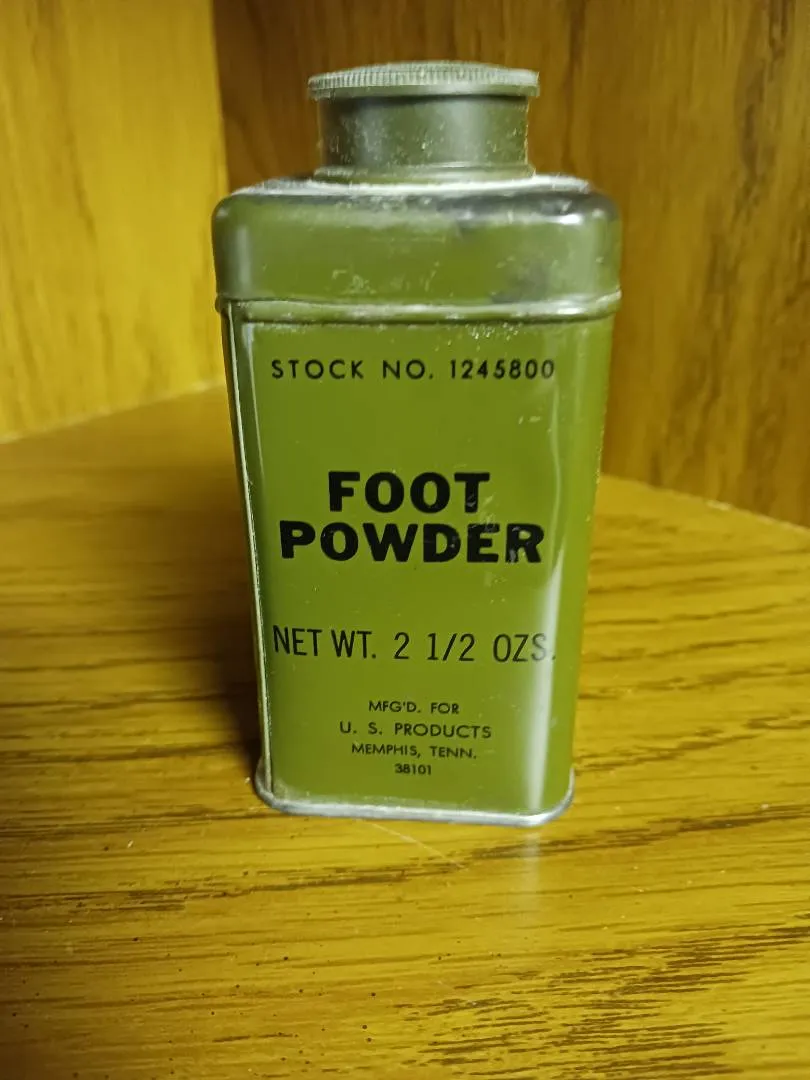 STOCK NO. 1245800
FOOT
POWDER
NET WT. 2 1/2 OZS.
MFG'D. FOR
U. S. PRODUCTS
MEMPHIS, TENN.
38101